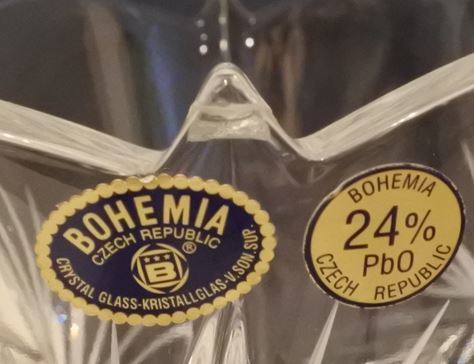 BOHEMIA
CZECH REPUBLIC
B
®
CRYSTAL GLASS-KRISTALLGLAS-U.SON.SUP.
BOHEMIA
24%
PbO
CZECH REPUBLIC